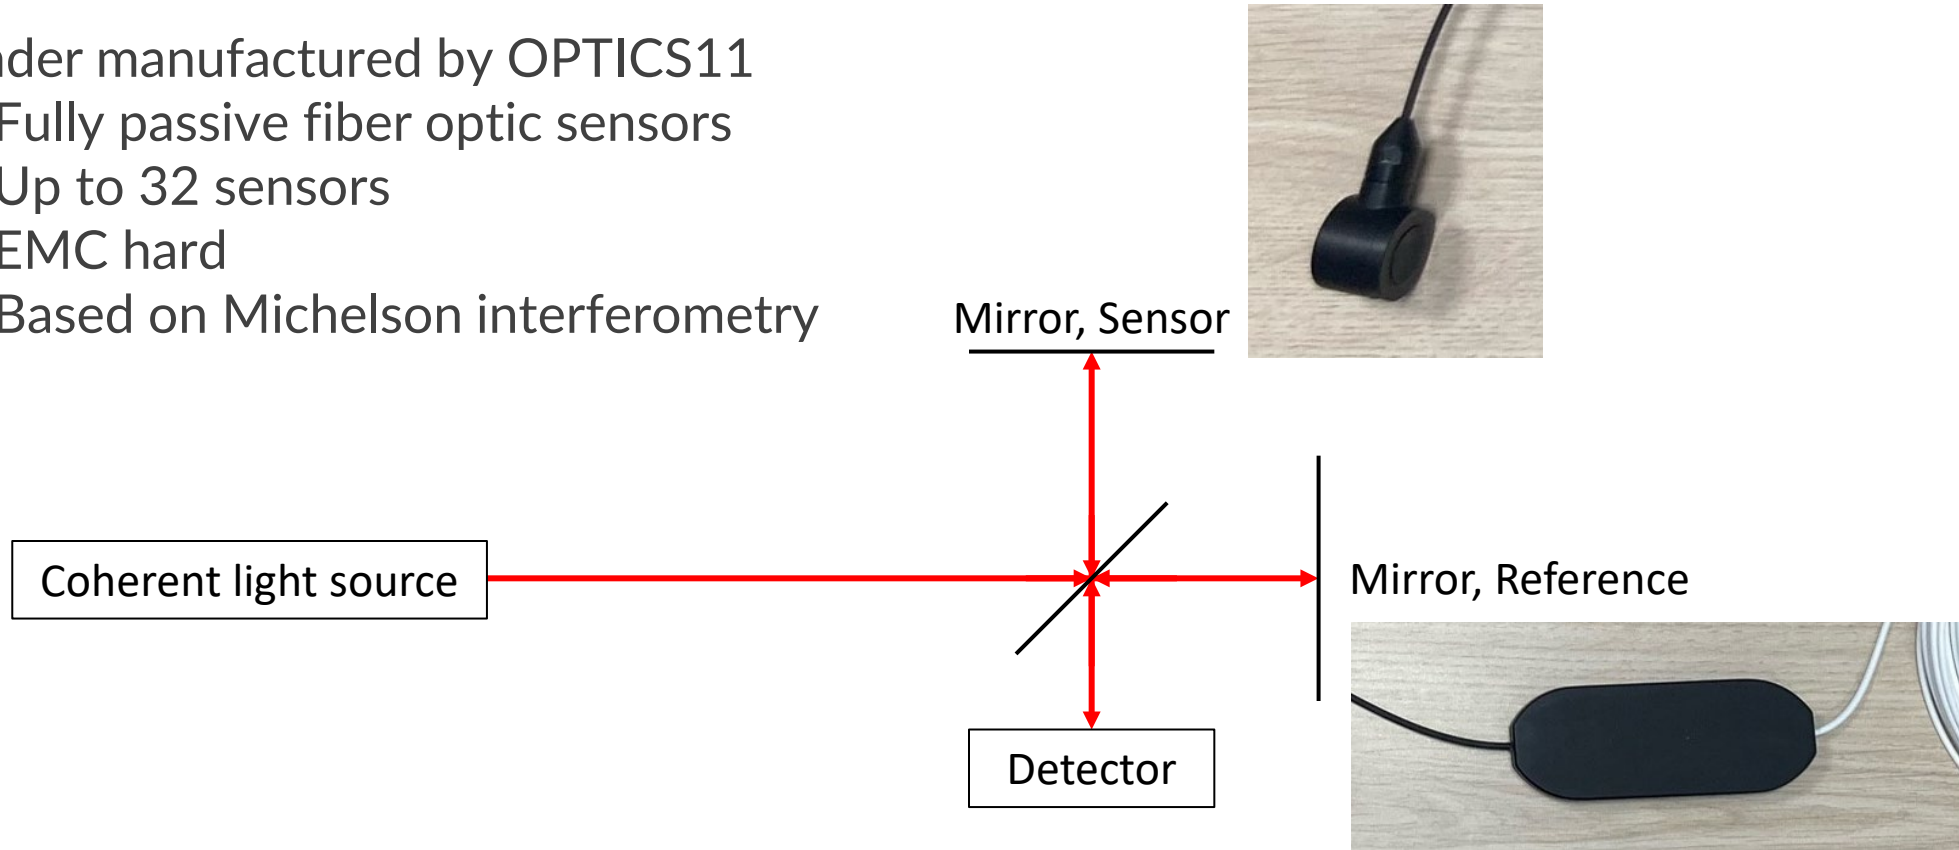 manufactured by OPTICS11
Fully passive fiber optic sensors
Up to 32 sensors
EMC hard
Based on Michelson interferometry
Mirror, Sensor
Coherent light source
Mirror, Reference
Detector